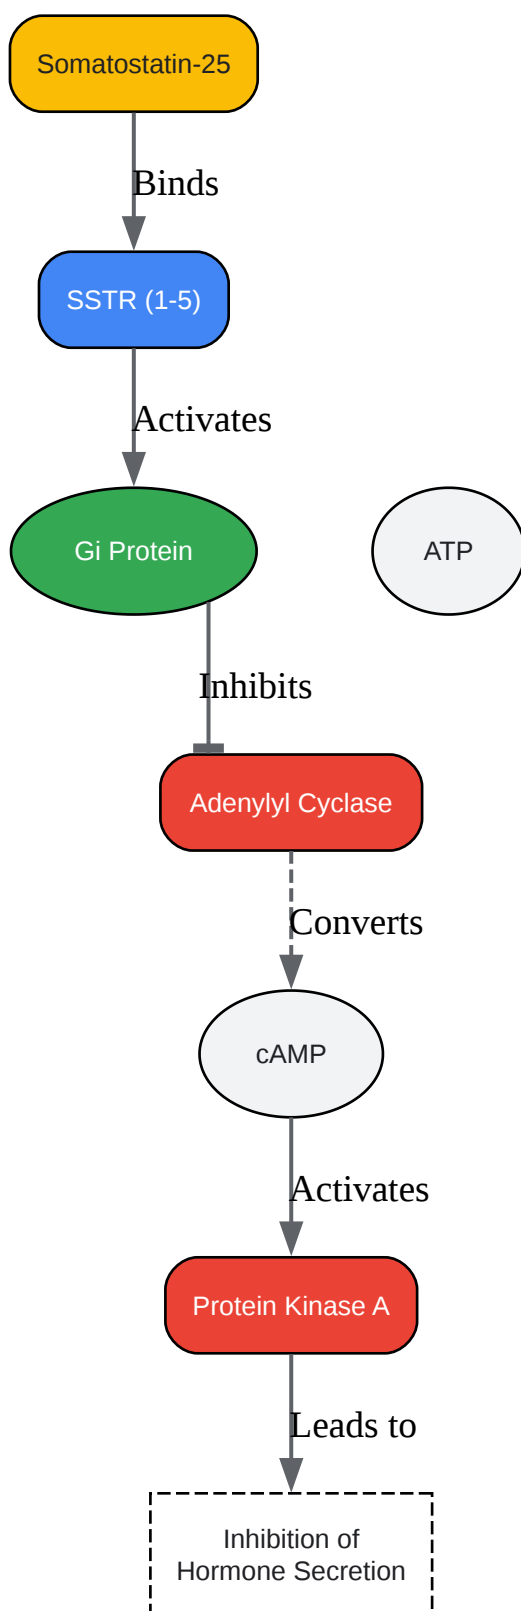 Somatostatin-25
Binds
SSTR (1-5)
Activates
Gi Protein
ATP
Inhibits
Adenylyl Cyclase
Converts
cAMP
Activates
Protein Kinase A
Leads to
Inhibition of
Hormone Secretion